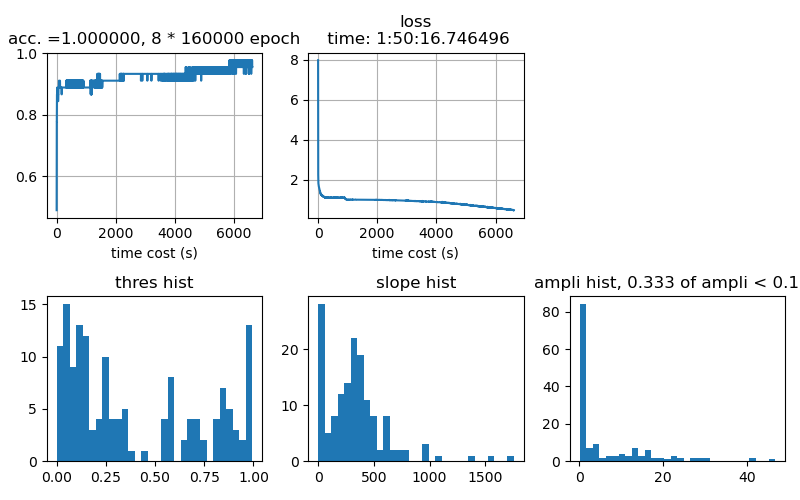 acc. =1.000000, 8 * 160000 epoch
1.0
0.8
0.6
0 2000 4000 6000
time cost (s)
loss
time: 1:50:16.746496
8
6
4
2
0 2000 4000 6000
time cost (s)
thres hist
15
10
5
0
0.00 0.25 0.50 0.75 1.00
slope hist
20
10
0
0 500 1000 1500
ampli hist, 0.333 of ampli < 0.1
80
60
40
20
0
0 20 40